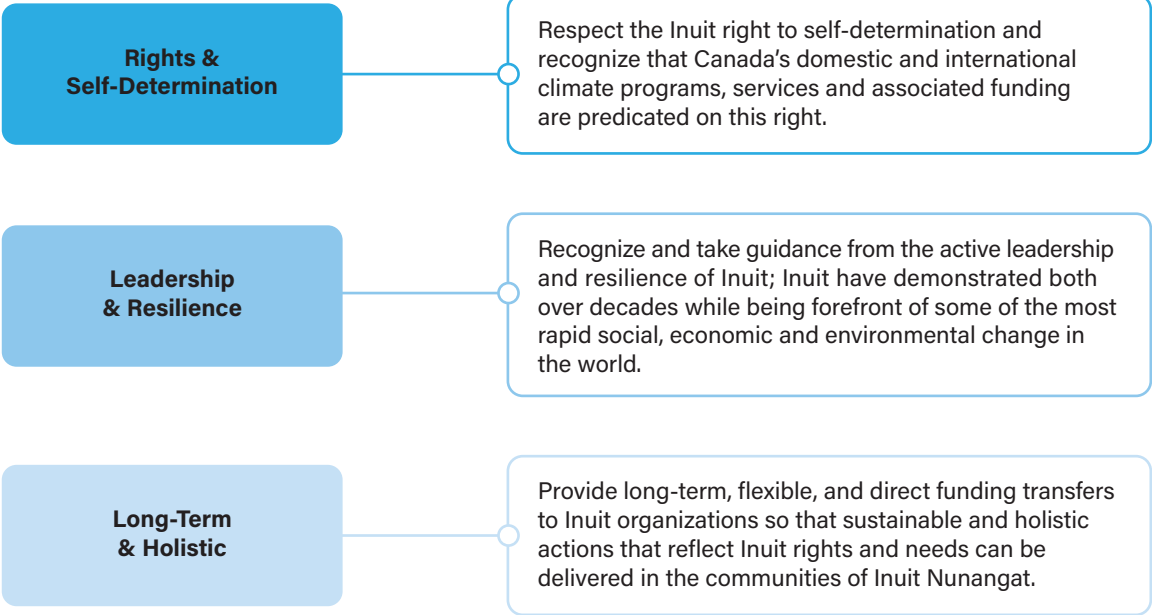 Rights &
Self-Determination
Respect the Inuit right to self-determination and
recognize that Canada's domestic and international
climate programs, services and associated funding
are predicated on this right.
Leadership
& Resilience
Recognize and take guidance from the active leadership
and resilience of Inuit; Inuit have demonstrated both
over decades while being forefront of some of the most
rapid social, economic and environmental change in
the world.
Long-Term
& Holistic
Provide long-term, flexible, and direct funding transfers
to Inuit organizations so that sustainable and holistic
actions that reflect Inuit rights and needs can be
delivered in the communities of Inuit Nunangat.